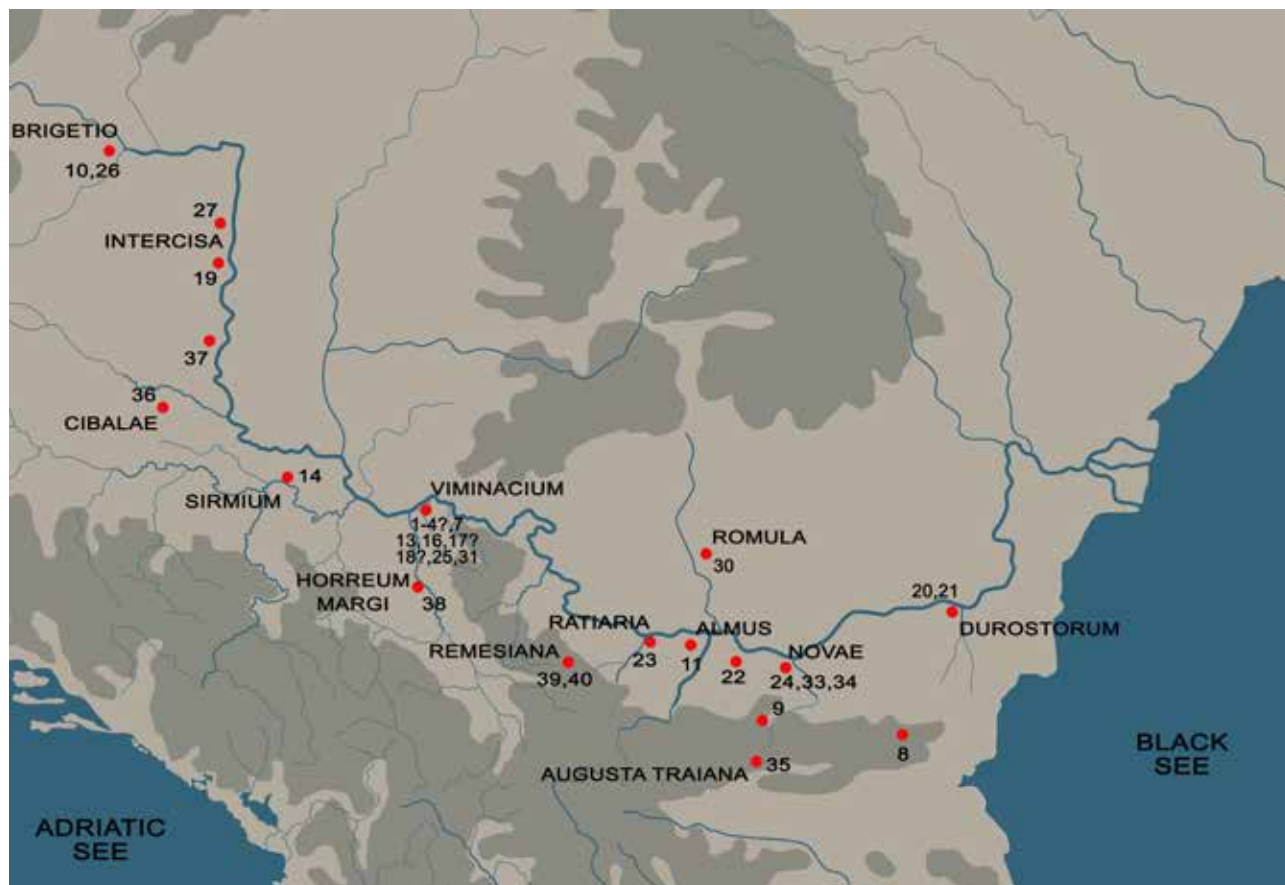 BRIGETIO
10,26
27
INTERCISA
19
37
36
CIBALAE
14
SIRMIUM
VIMINACIUM
1-4?,7
13,16,17?
18?,25,31
HORREUM
MARGI
38
ROMULA
30
20,21
DUROSTORUM
RATIARIA
23
ALMUS
11
REMESIANA
39,40
22
NOVAE
24,33,34
9
8
AUGUSTA TRAIANA
35
BLACK
SEE
ADRIATIC
SEE